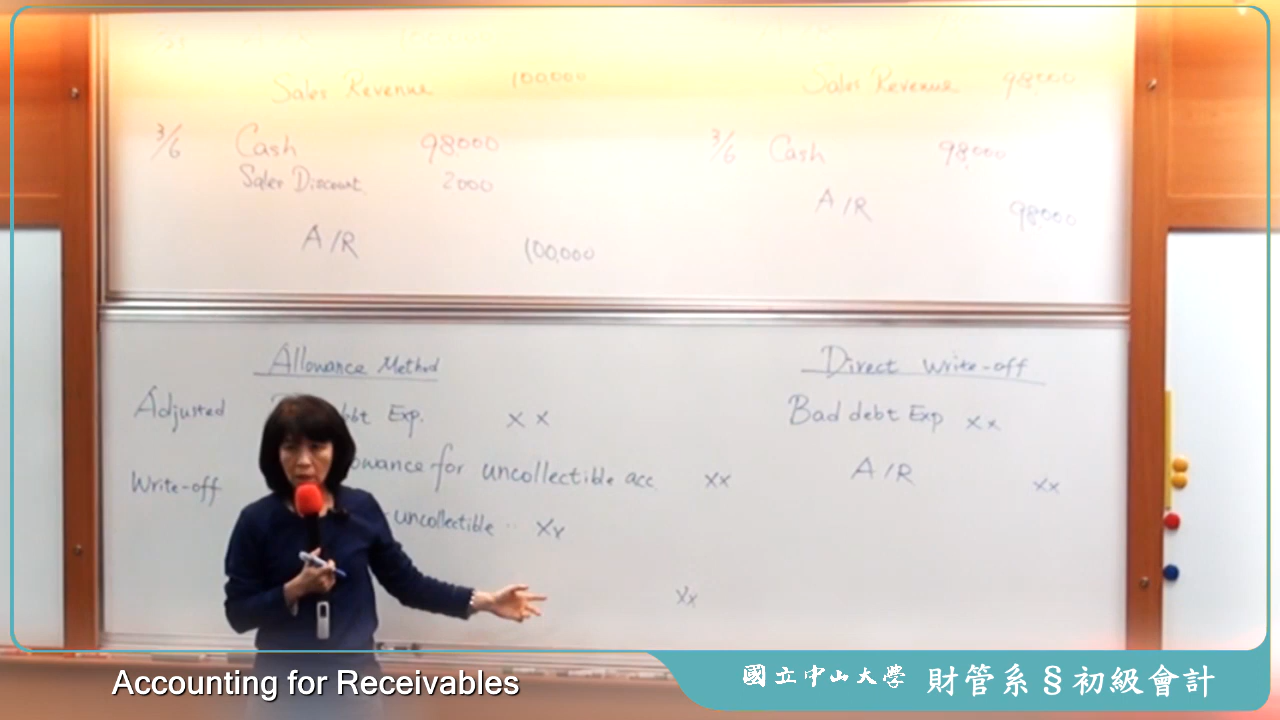 Sales Revenue 100,000
3/6 Cash 98,000
Sales Discount 2000
A/R 100,000
Sales Revenue 98,000
3/6 Cash 98,000
A/R 98,000
Allowance Method
Adjusted Exp. xx
Write-off for uncollectible acc xx
uncollectible .. xx
xx
Direct Write-off
Bad debt Exp xx
A/R xx
Accounting for Receivables
國立中山大學 財管系§初級會計